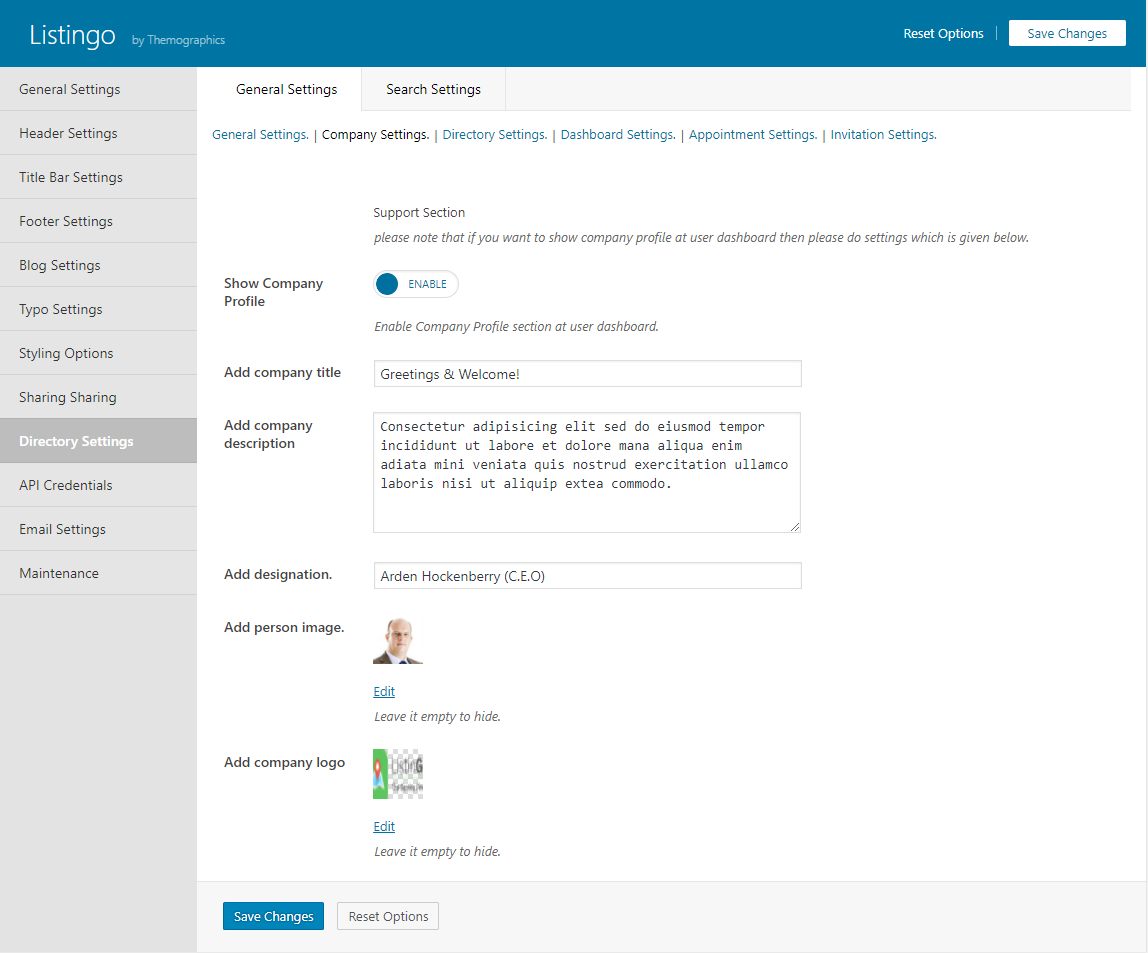 Listingo by Themographics
Reset Options | Save Changes
General Settings
Header Settings
Title Bar Settings
Footer Settings
Blog Settings
Typo Settings
Styling Options
Sharing Sharing
Directory Settings
API Credentials
Email Settings
Maintenance
General Settings Search Settings
General Settings. | Company Settings. | Directory Settings. | Dashboard Settings. | Appointment Settings. | Invitation Settings.
Support Section
please note that if you want to show company profile at user dashboard then please do settings which is given below.
Show Company
Profile
ENABLE
Enable Company Profile section at user dashboard.
Add company title
Greetings & Welcome!
Add company
description
Consectetur adipisicing elit sed do eiusmod tempor
incididunt ut labore et dolore mana aliqua enim
adiata mini veniata quis nostrud exercitation ullamco
laboris nisi ut aliquip extea commodo.
Add designation.
Arden Hockenberry (C.E.O)
Add person image.
Edit
Leave it empty to hide.
Add company logo
ListinG
Edit
Leave it empty to hide.
Save Changes Reset Options